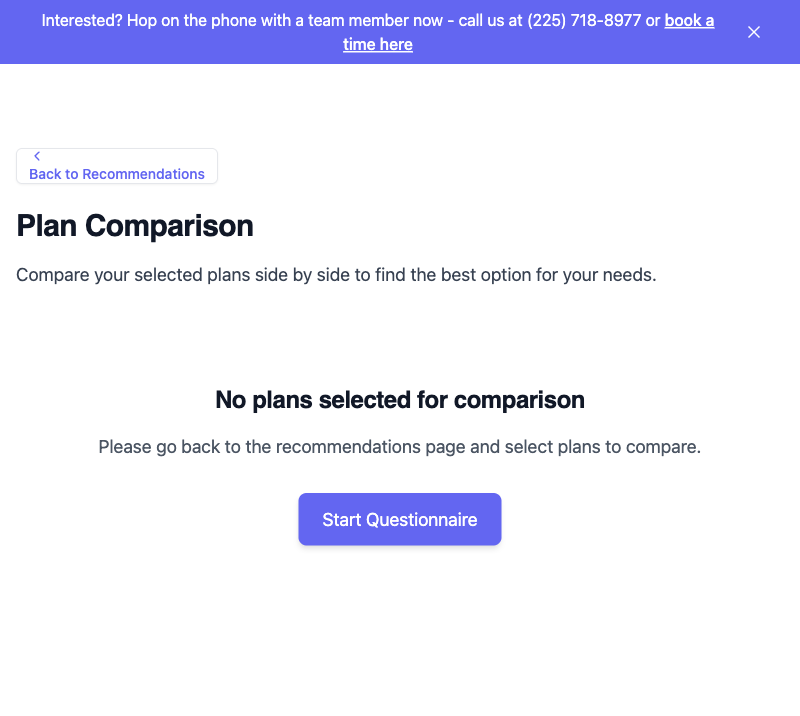 Interested? Hop on the phone with a team member now - call us at (225) 718-8977 or book a
time here
Back to Recommendations
Plan Comparison
Compare your selected plans side by side to find the best option for your needs.
No plans selected for comparison
Please go back to the recommendations page and select plans to compare.
Start Questionnaire